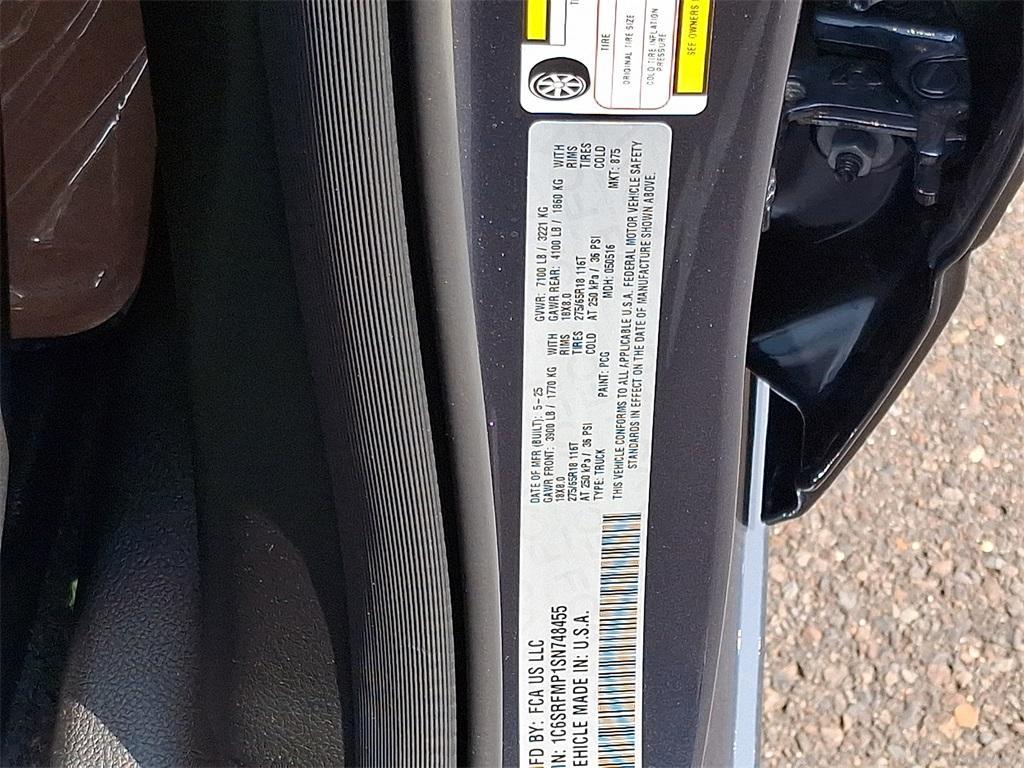 MFD BY: FCA US LLC
VIN: 1C6SRFMP1SN748455
VEHICLE MADE IN: U.S.A.
DATE OF MFR (BUILT): 5-25
GAWR FRONT: 3900 LB / 1770 KG WITH
18X8.0 RIMS
275/65R18 116T TIRES
AT 250 kPa / 36 PSI COLD
TYPE: TRUCK PAINT: PCG
GVWR: 7100 LB / 3221 KG
GAWR REAR: 4100 LB / 1860 KG WITH
18X8.0 RIMS
275/65R18 116T TIRES
AT 250 kPa / 36 PSI COLD
MDH: 050516 MKT: 875
THIS VEHICLE CONFORMS TO ALL APPLICABLE U.S.A. FEDERAL MOTOR VEHICLE SAFETY
STANDARDS IN EFFECT ON THE DATE OF MANUFACTURE SHOWN ABOVE.
TIRE
ORIGINAL TIRE SIZE
COLD TIRE INFLATION
PRESSURE
SEE OWNERS